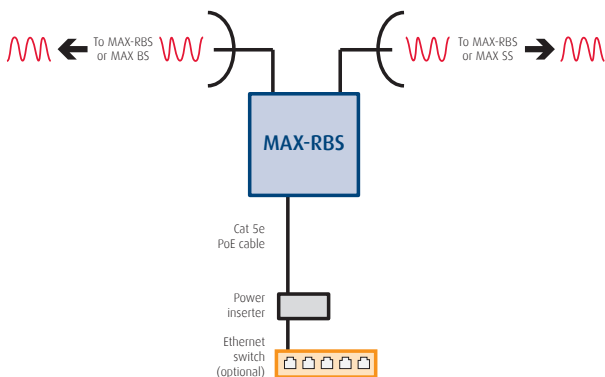 To MAX-RBS
or MAX BS
To MAX-RBS
or MAX SS
MAX-RBS
Cat 5e
PoE cable
Power
inserter
Ethernet
switch
(optional)